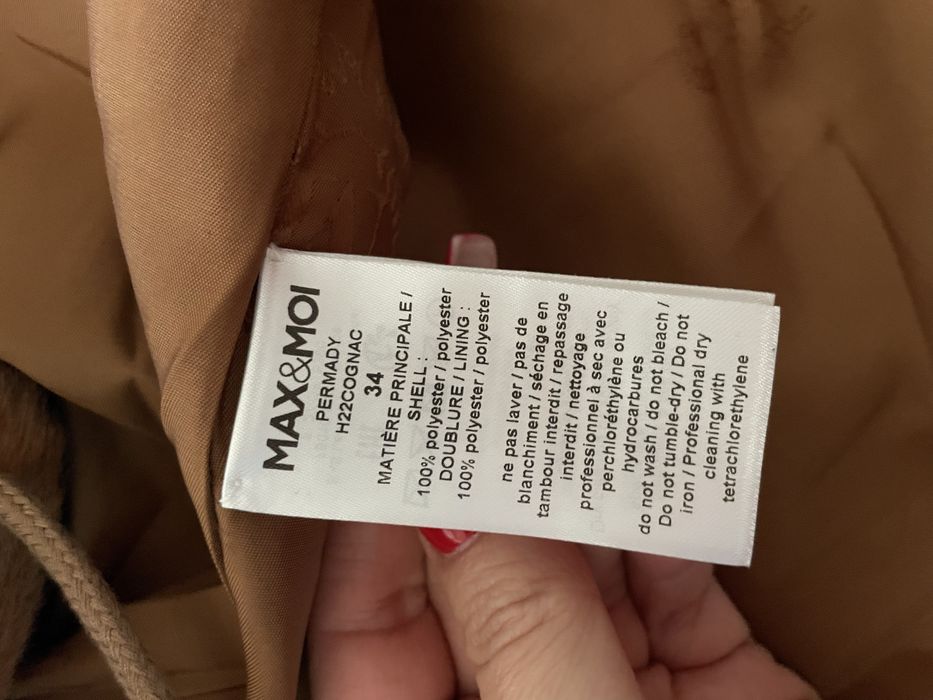 MAX&MOI
PERMADY
H22COGNAC
34
MATIÈRE PRINCIPALE /
SHELL :
100% polyester / polyester
DOUBLURE / LINING :
100% polyester / polyester
ne pas laver / pas de
blanchiment / séchage en
tambour interdit / repassage
interdit / nettoyage
professionnel à sec avec
perchloréthylène ou
hydrocarbures
do not wash / do not bleach /
Do not tumble-dry / Do not
iron / Professional dry
cleaning with
tetrachlorethylene